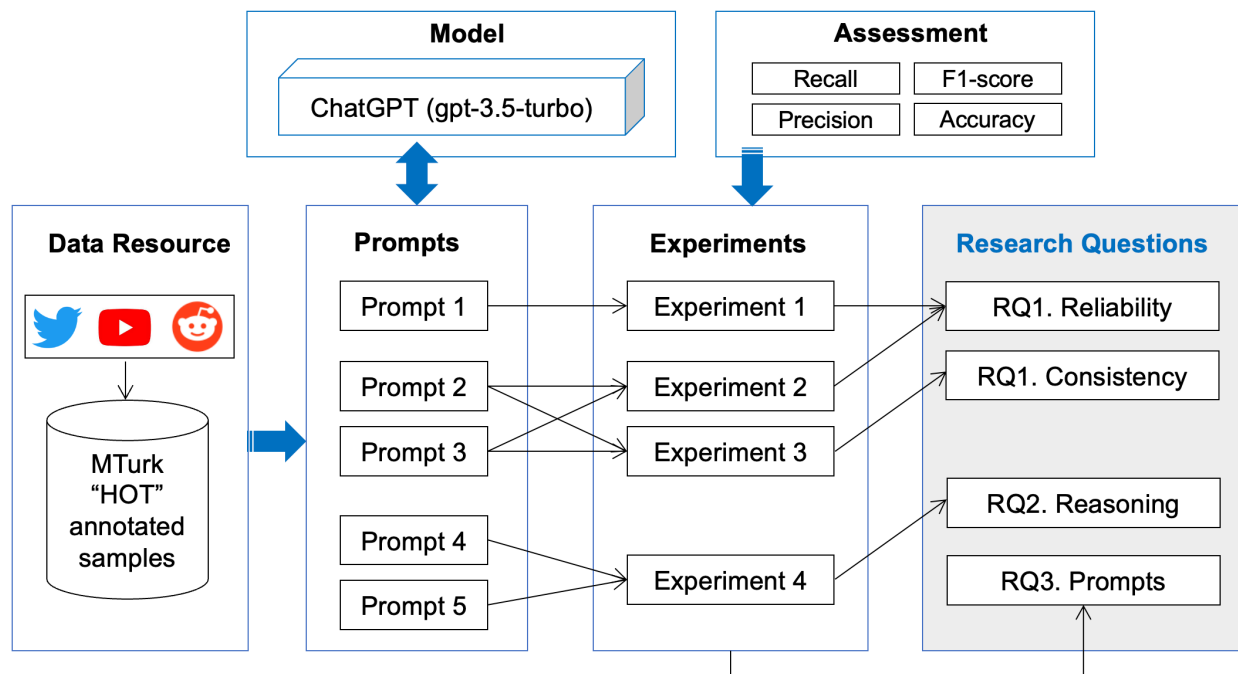 Model
ChatGPT (gpt-3.5-turbo)
Assessment
Recall
F1-score
Precision
Accuracy
Data Resource
MTurk
“HOT”
annotated
samples
Prompts
Prompt 1
Prompt 2
Prompt 3
Prompt 4
Prompt 5
Experiments
Experiment 1
Experiment 2
Experiment 3
Experiment 4
Research Questions
RQ1. Reliability
RQ1. Consistency
RQ2. Reasoning
RQ3. Prompts